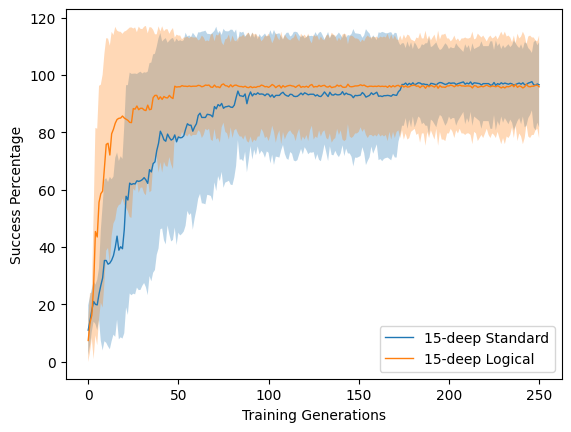 120
100
80
60
40
20
0
Success Percentage
15-deep Standard
15-deep Logical
0 50 100 150 200 250
Training Generations